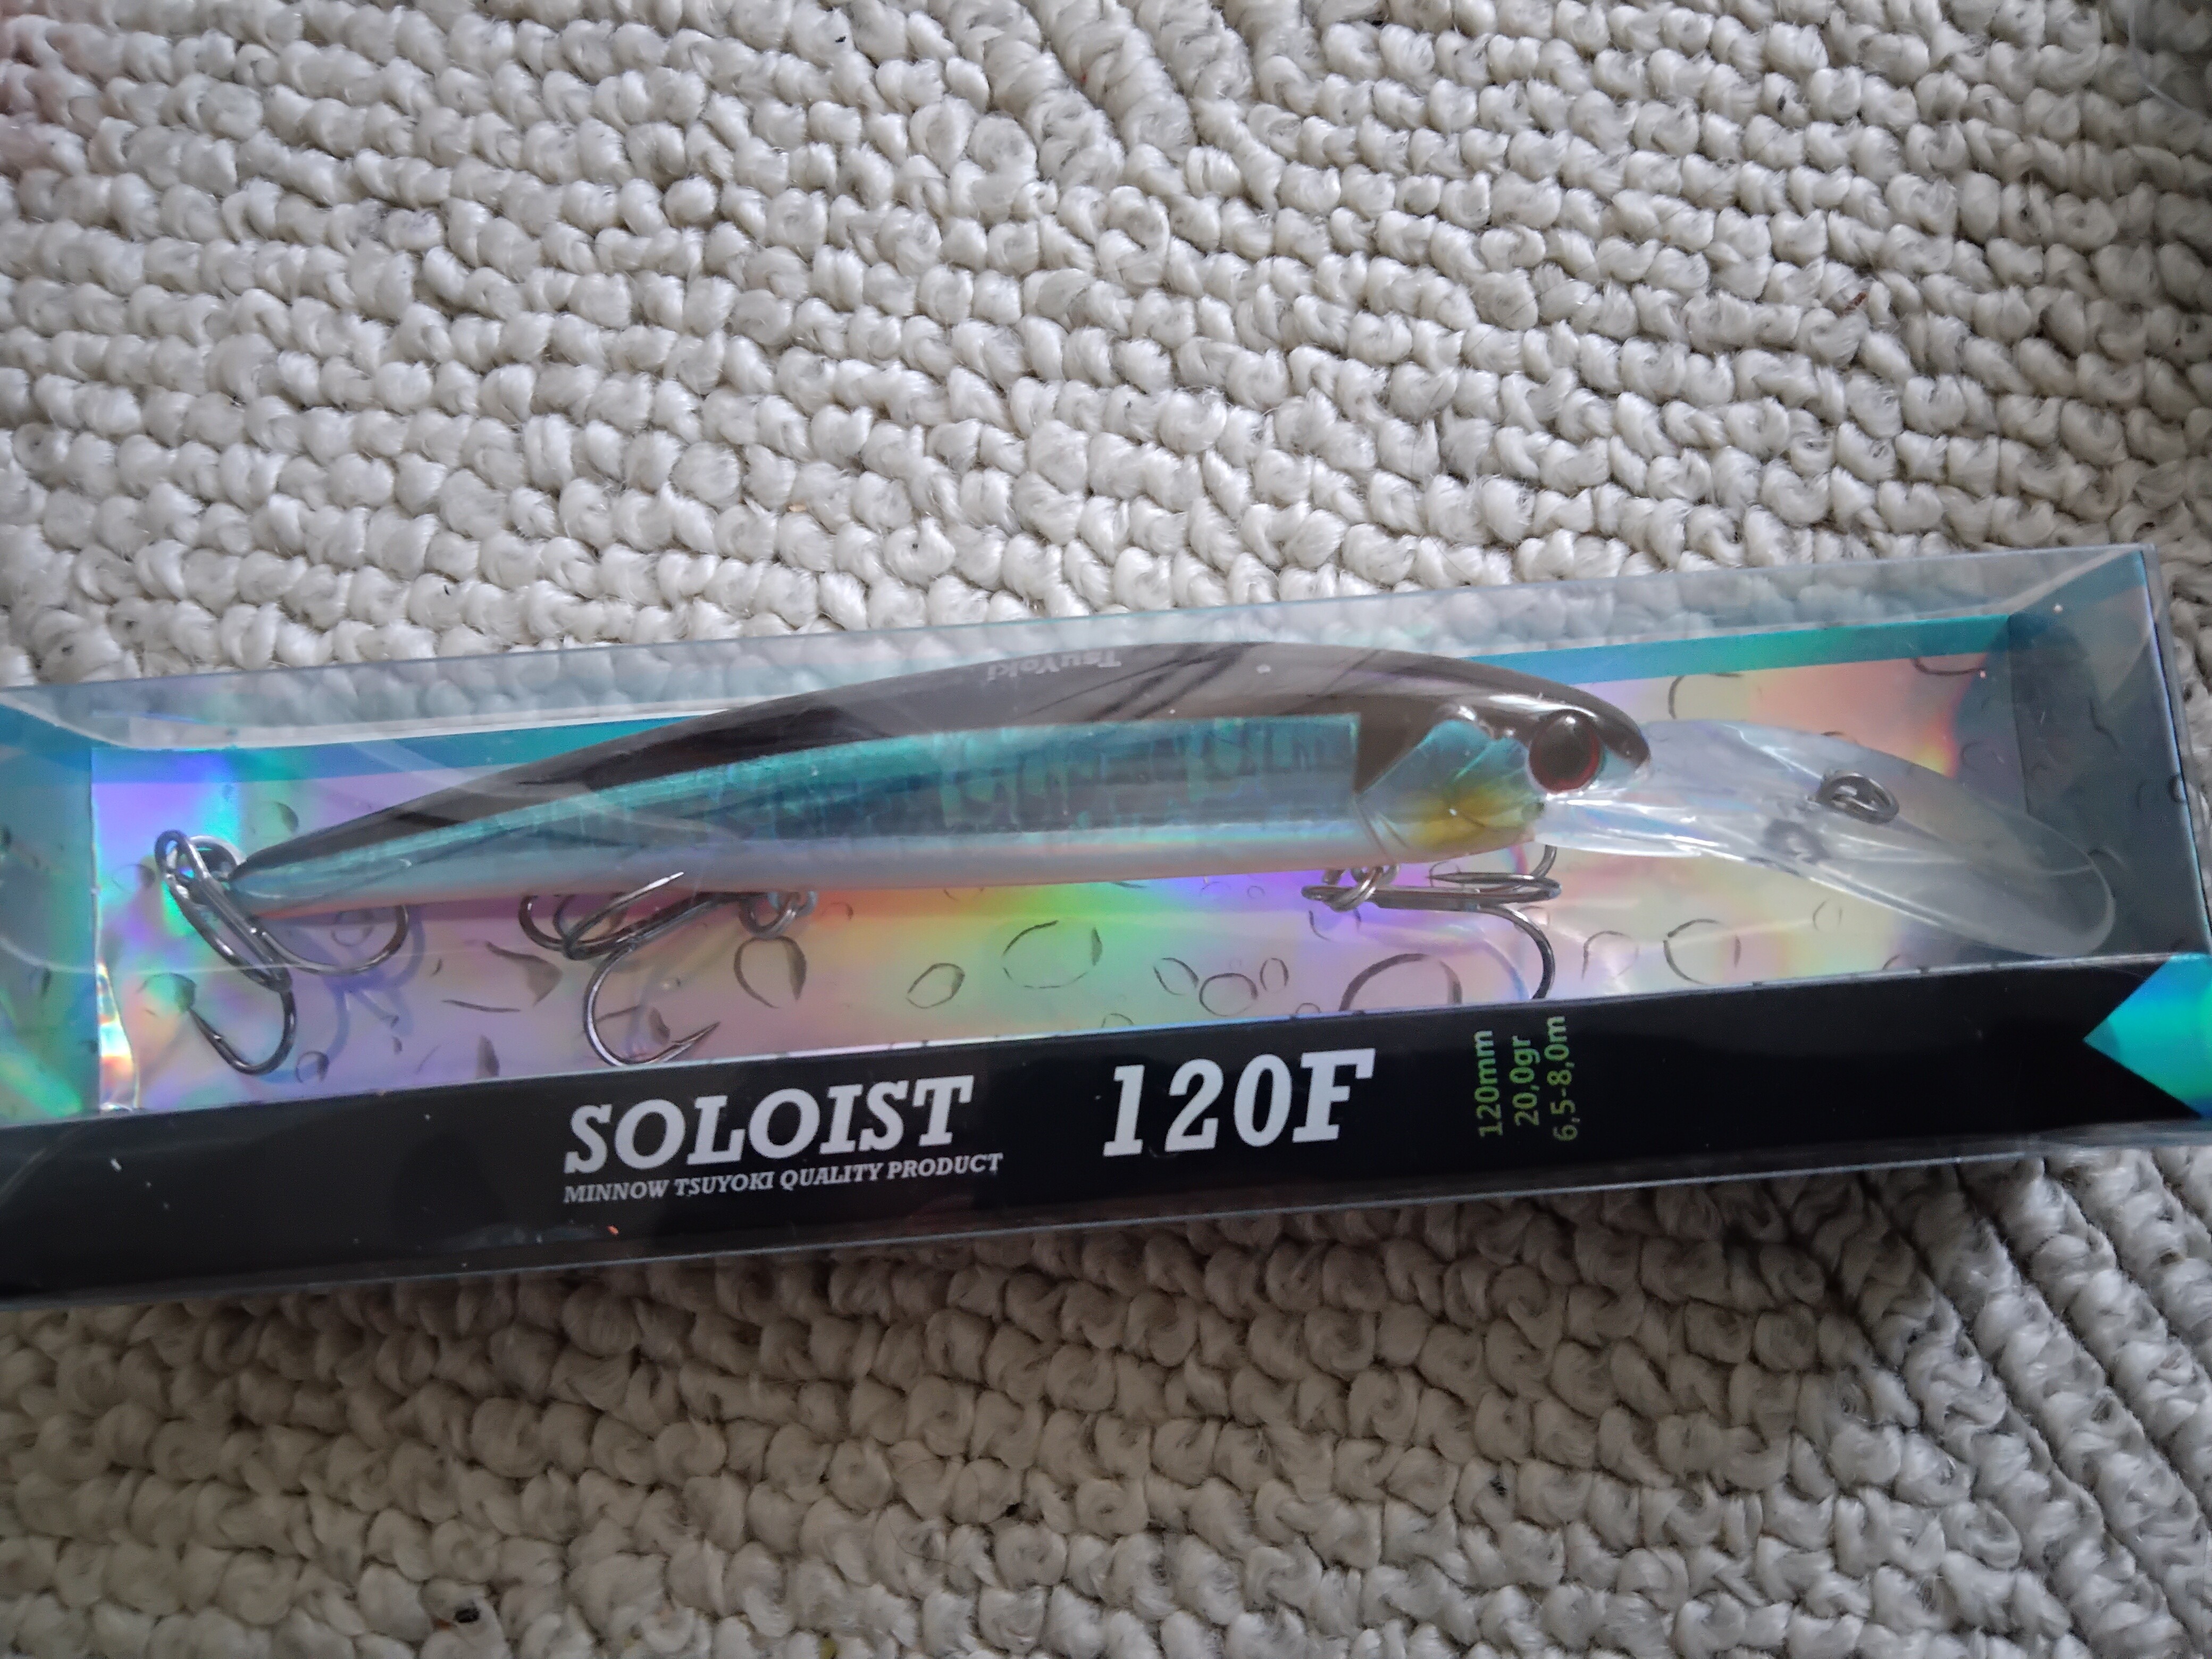 TsuYoki
SOLOIST 120F
MINNOW TSUYOKI QUALITY PRODUCT
120mm
20,0gr
6,5-8,0m